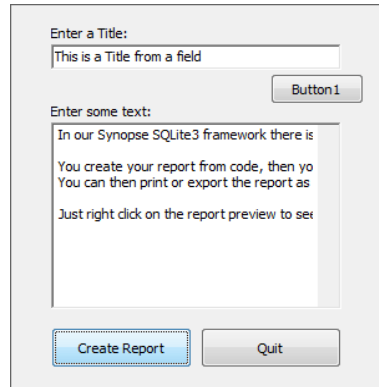 Enter a Title:
This is a Title from a field
Button1
Enter some text:
In our Synopse SQLite3 framework there is
You create your report from code, then yo
You can then print or export the report as
Just right click on the report preview to see
Create Report
Quit